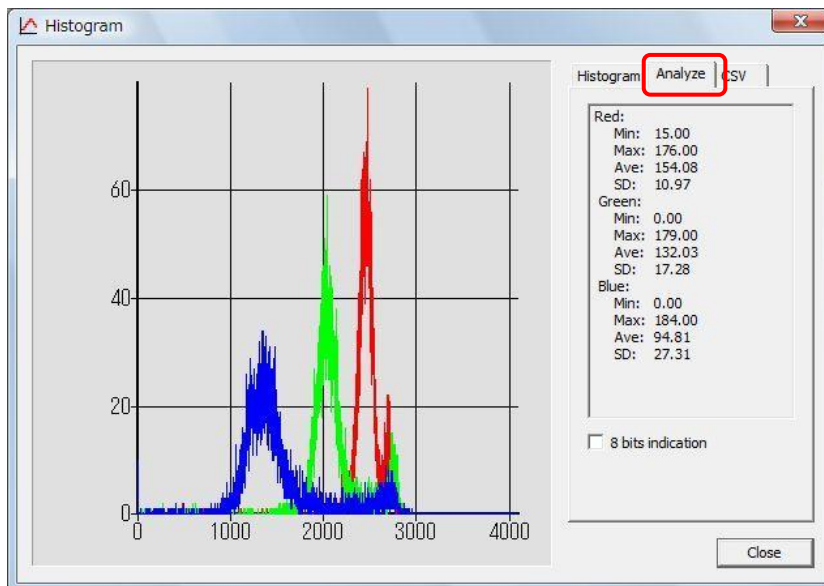 Histogram
Histogram Analyze CSV
60
40
20
0
0 1000 2000 3000 4000
Red:
Min: 15.00
Max: 176.00
Ave: 154.08
SD: 10.97
Green:
Min: 0.00
Max: 179.00
Ave: 132.03
SD: 17.28
Blue:
Min: 0.00
Max: 184.00
Ave: 94.81
SD: 27.31
8 bits indication
Close